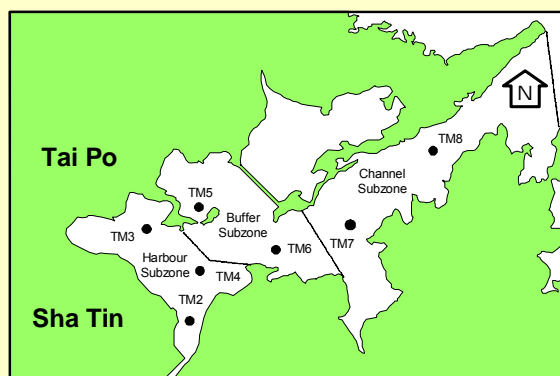 N
TM8
Tai Po
Channel
Subzone
TM5
Buffer
Subzone
TM3
TM7
TM6
Harbour
Subzone
TM4
Sha Tin
TM2